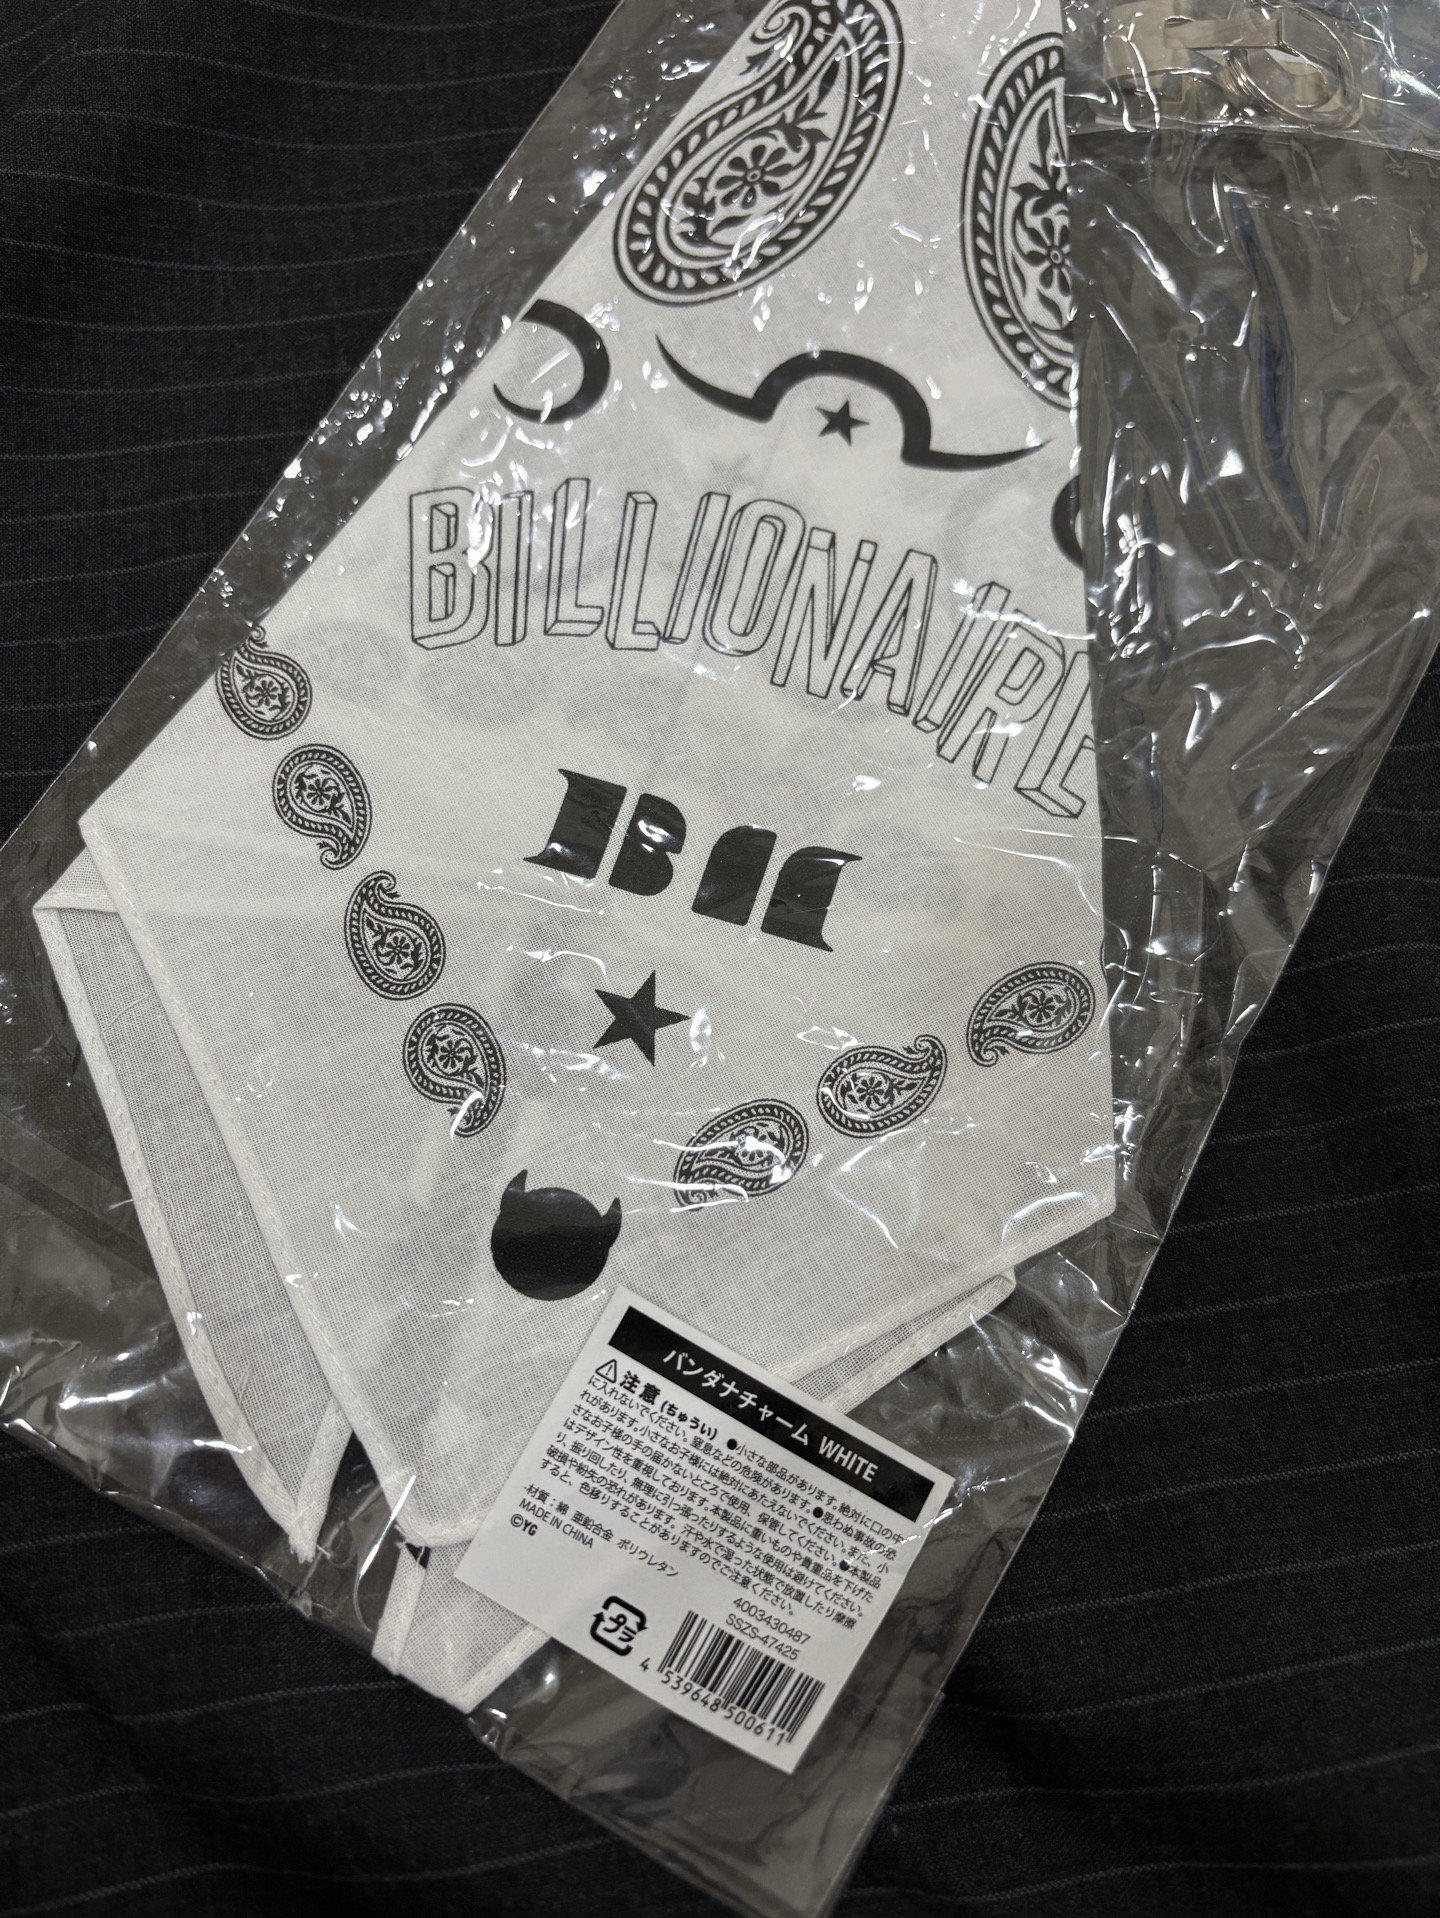 BILLIONAIRE
BII
バンダナチャーム WHITE
⚠注意(ちゅうい) ●小さな部品があります。絶対に口の中
に入れないでください。窒息などの危険があります。●思わぬ事故の恐
れがあります。小さなお子様には絶対にあたえないでください。また、小
さなお子様の手の届かないところで使用、保管してください。●本製品
はデザイン性を重視しております。本製品に重いものや貴重品を下げた
り、振り回したり、無理に引っ張ったりするような使用は避けてください。
破損や紛失の恐れがあります。汗や水で湿った状態で放置したり摩擦
すると、色移りすることがありますのでご注意ください。
材質：綿 亜鉛合金 ポリウレタン
MADE IN CHINA
©YG
4003430487
SSZS-47425
プラ
4 539648 500611